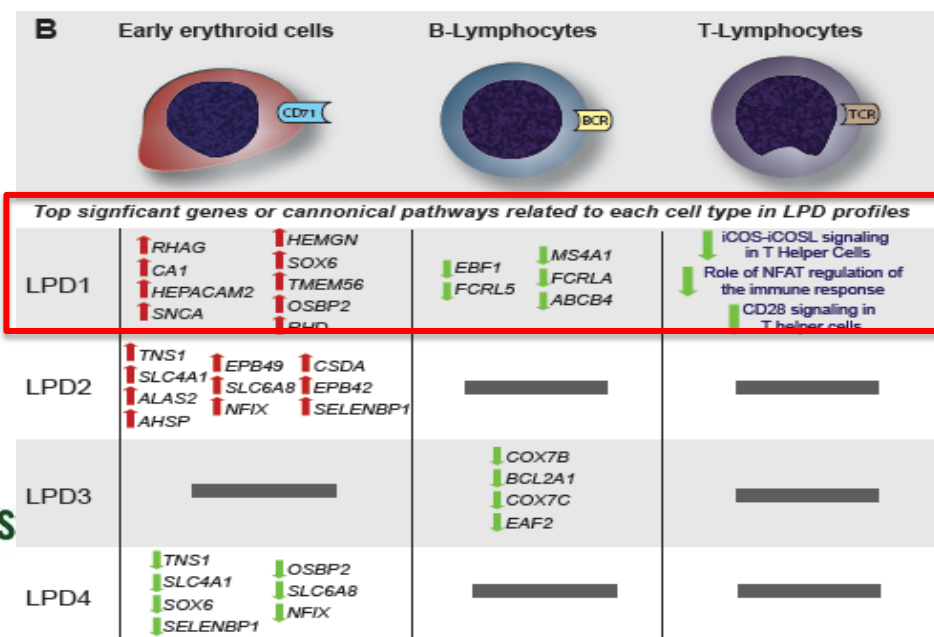 B
Early erythroid cells
B-Lymphocytes
T-Lymphocytes
CD71
BCR
TCR
Top signficant genes or cannonical pathways related to each cell type in LPD profiles
LPD1
RHAG
CA1
HEPACAM2
SNCA
HEMGN
SOX6
TMEM56
OSBP2
RHD
EBF1
FCRL5
MS4A1
FCRLA
ABCB4
iCOS-iCOSL signaling
in T Helper Cells
Role of NFAT regulation of
the immune response
CD28 signaling in
T helper cells
LPD2
TNS1
SLC4A1
ALAS2
AHSP
EPB49
SLC6A8
NFIX
CSDA
EPB42
SELENBP1
LPD3
COX7B
BCL2A1
COX7C
EAF2
S
LPD4
TNS1
SLC4A1
SOX6
SELENBP1
OSBP2
SLC6A8
NFIX